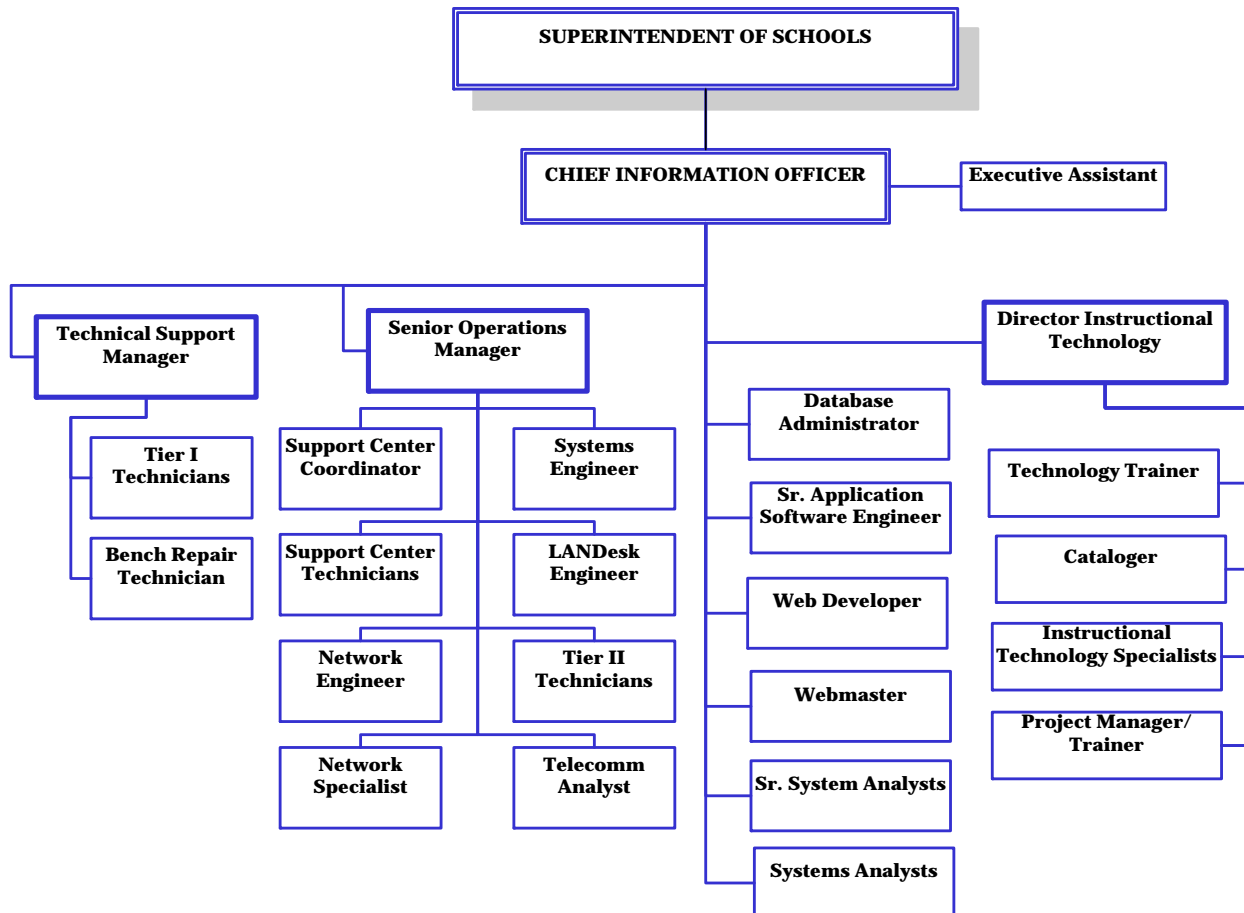 SUPERINTENDENT OF SCHOOLS
CHIEF INFORMATION OFFICER
Executive Assistant
Technical Support
Manager
Tier I
Technicians
Bench Repair
Technician
Senior Operations
Manager
Support Center
Coordinator
Systems
Engineer
Support Center
Technicians
LANDesk
Engineer
Network
Engineer
Tier II
Technicians
Network
Specialist
Telecomm
Analyst
Database
Administrator
Sr. Application
Software Engineer
Web Developer
Webmaster
Sr. System Analysts
Systems Analysts
Director Instructional
Technology
Technology Trainer
Cataloger
Instructional
Technology Specialists
Project Manager/
Trainer